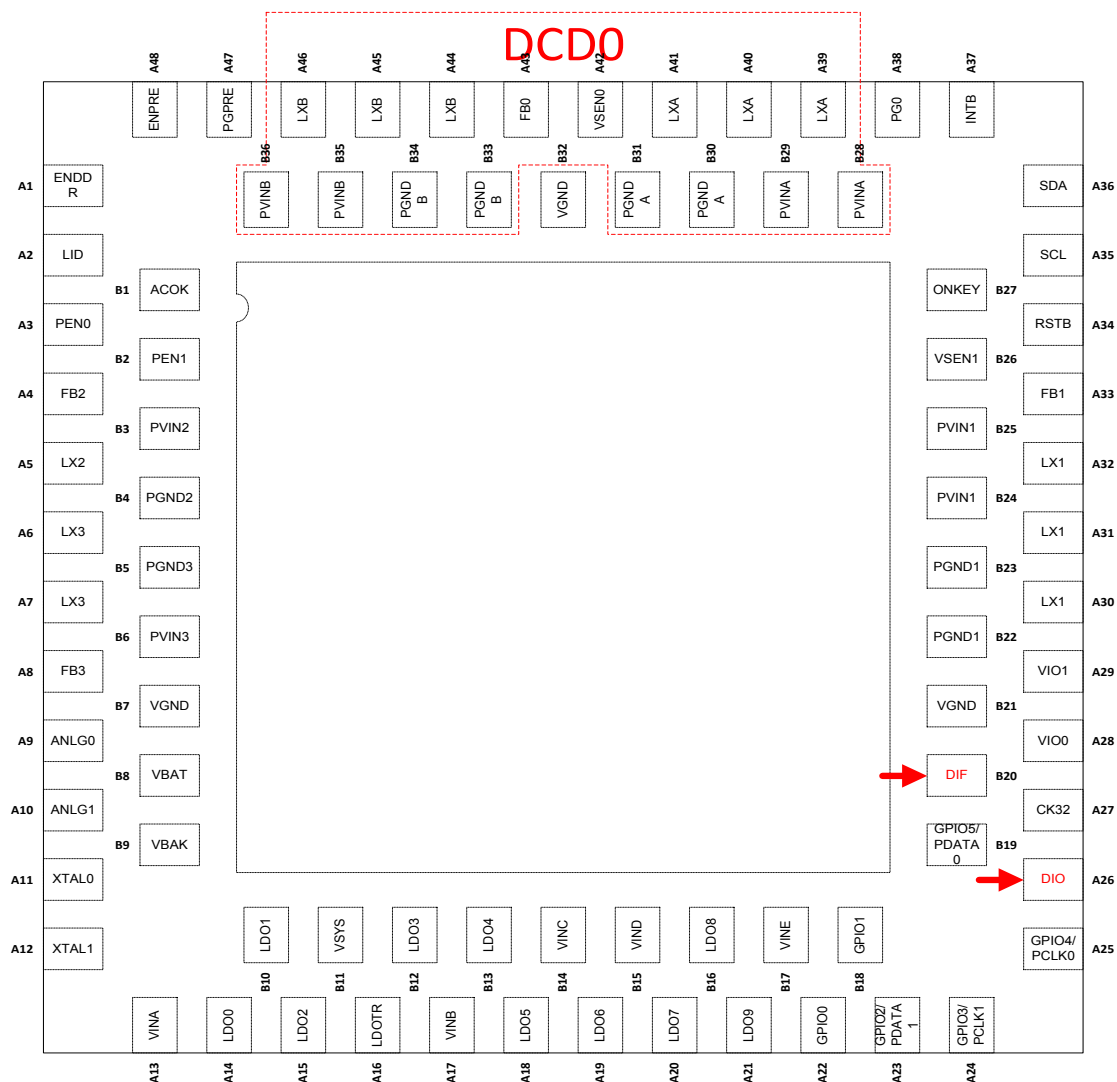 DCD0
A48
A47
A46
A45
A44
A43
A42
A41
A40
A39
A38
A37
ENPRE
PGPRE
LXB
LXB
LXB
FB0
VSEN0
LXA
LXA
LXA
PG0
INTB
B36
B35
B34
B33
B32
B31
B30
B29
B28
PVINB
PVINB
PGND
B
PGND
B
VGND
PGND
A
PGND
A
PVINA
PVINA
A1
ENDD
R
SDA
A36
A2
LID
SCL
A35
B1
ACOK
ONKEY
B27
A3
PEN0
RSTB
A34
B2
PEN1
VSEN1
B26
A4
FB2
FB1
A33
B3
PVIN2
PVIN1
B25
A5
LX2
LX1
A32
B4
PGND2
PVIN1
B24
A6
LX3
LX1
A31
B5
PGND3
PGND1
B23
A7
LX3
LX1
A30
B6
PVIN3
PGND1
B22
A8
FB3
VIO1
A29
B7
VGND
VGND
B21
A9
ANLG0
VIO0
A28
B8
VBAT
DIF
B20
A10
ANLG1
CK32
A27
B9
VBAK
GPIO5/
PDATA
0
B19
A11
XTAL0
DIO
A26
A12
XTAL1
GPIO4/
PCLK0
A25
LDO1
VSYS
LDO3
LDO4
VINC
VIND
LDO8
VINE
GPIO1
B10
B11
B12
B13
B14
B15
B16
B17
B18
VINA
LDO0
LDO2
LDOTR
VINB
LDO5
LDO6
LDO7
LDO9
GPIO0
GPIO2/
PDATA
1
GPIO3/
PCLK1
A13
A14
A15
A16
A17
A18
A19
A20
A21
A22
A23
A24